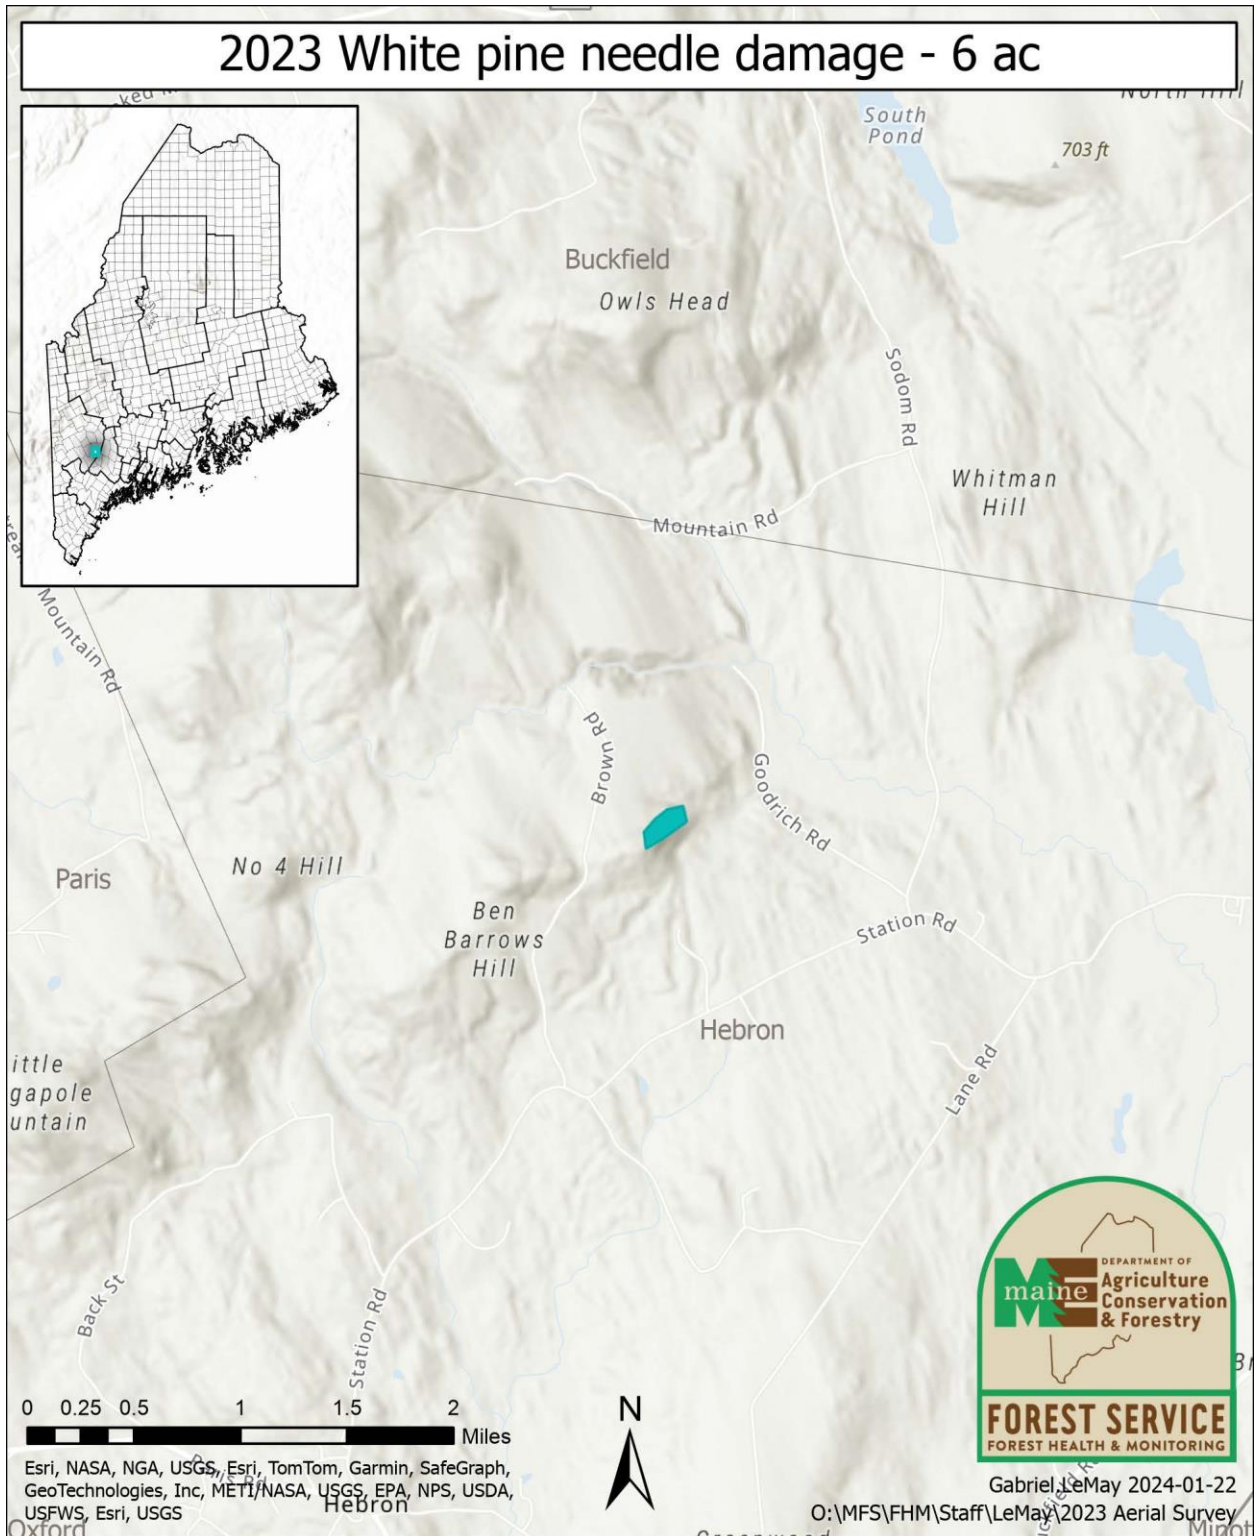 2023 White pine needle damage - 6 ac
South
Pond
703 ft
Buckfield
Owls Head
Sodom Rd
Whitman
Hill
Mountain Rd
Mountain Rd
Brown Rd
Goodrich Rd
No 4 Hill
Paris
Ben
Barrows
Hill
Station Rd
Hebron
ittle
gapole
untain
Lane Rd
Back St
Station Rd
DEPARTMENT OF
maine
Agriculture
Conservation
& Forestry
FOREST SERVICE
FOREST HEALTH & MONITORING
0 0.25 0.5 1 1.5 2
Miles
N
Esri, NASA, NGA, USGS, Esri, TomTom, Garmin, SafeGraph,
GeoTechnologies, Inc, METI/NASA, USGS, EPA, NPS, USDA,
USFWS, Esri, USGS
Hebron
Gabriel LeMay 2024-01-22
O:\MFS\FHM\Staff\LeMay\2023 Aerial Survey
Oxford
Minot